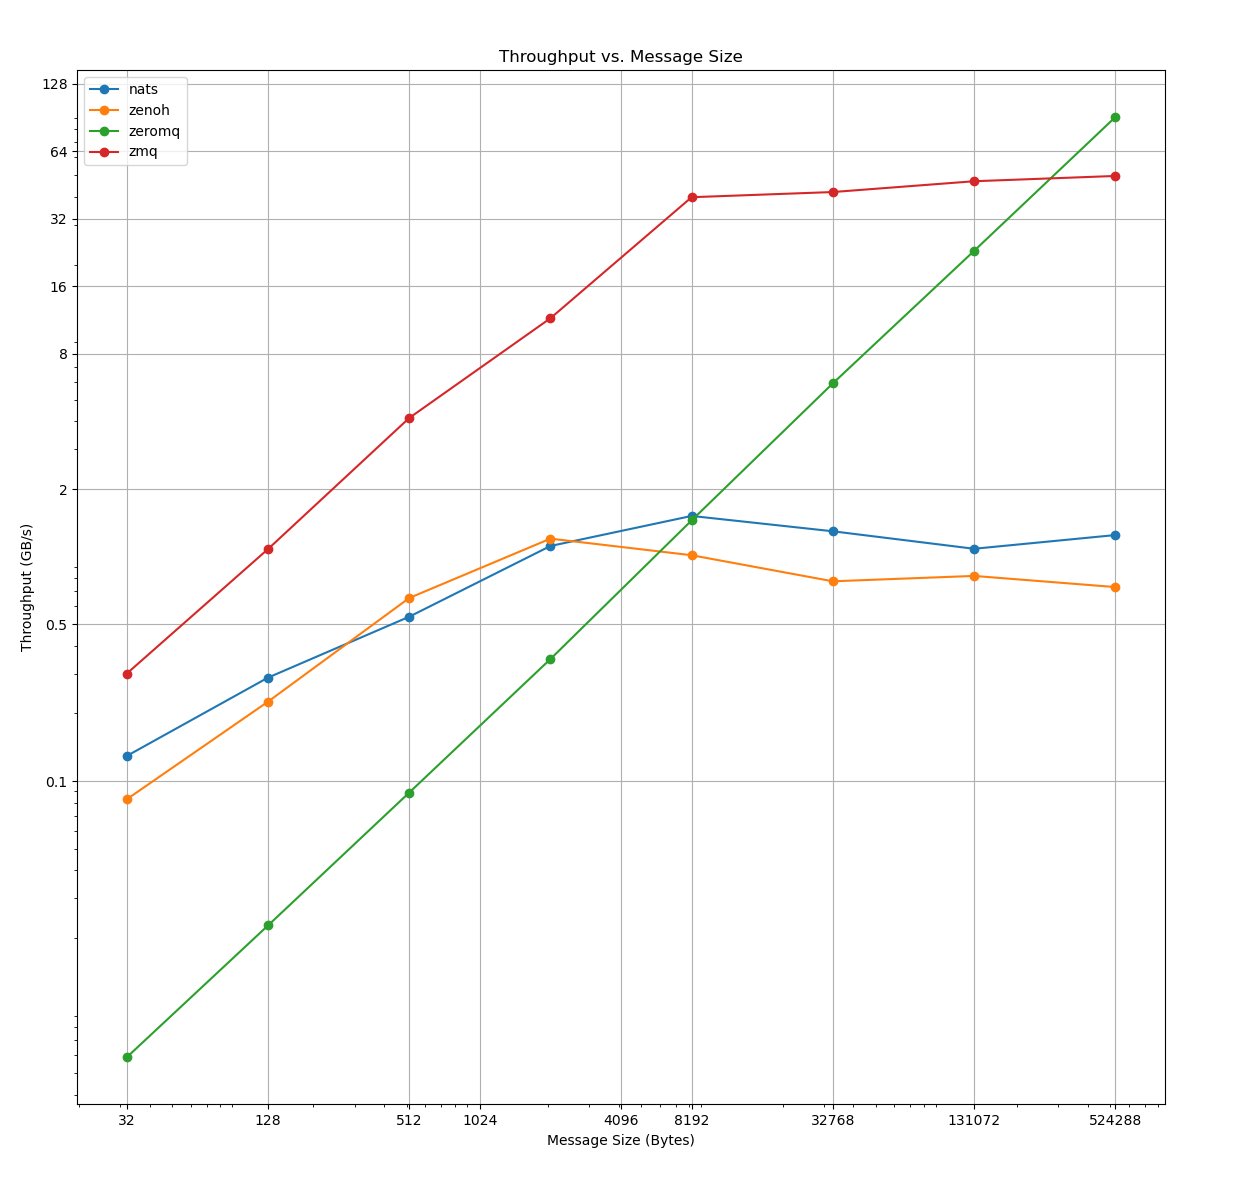 Throughput vs. Message Size
nats
zenoh
zeromq
zmq
128
64
32
16
8
2
0.5
0.1
Throughput (GB/s)
32 128 512 1024 4096 8192 32768 131072 524288
Message Size (Bytes)